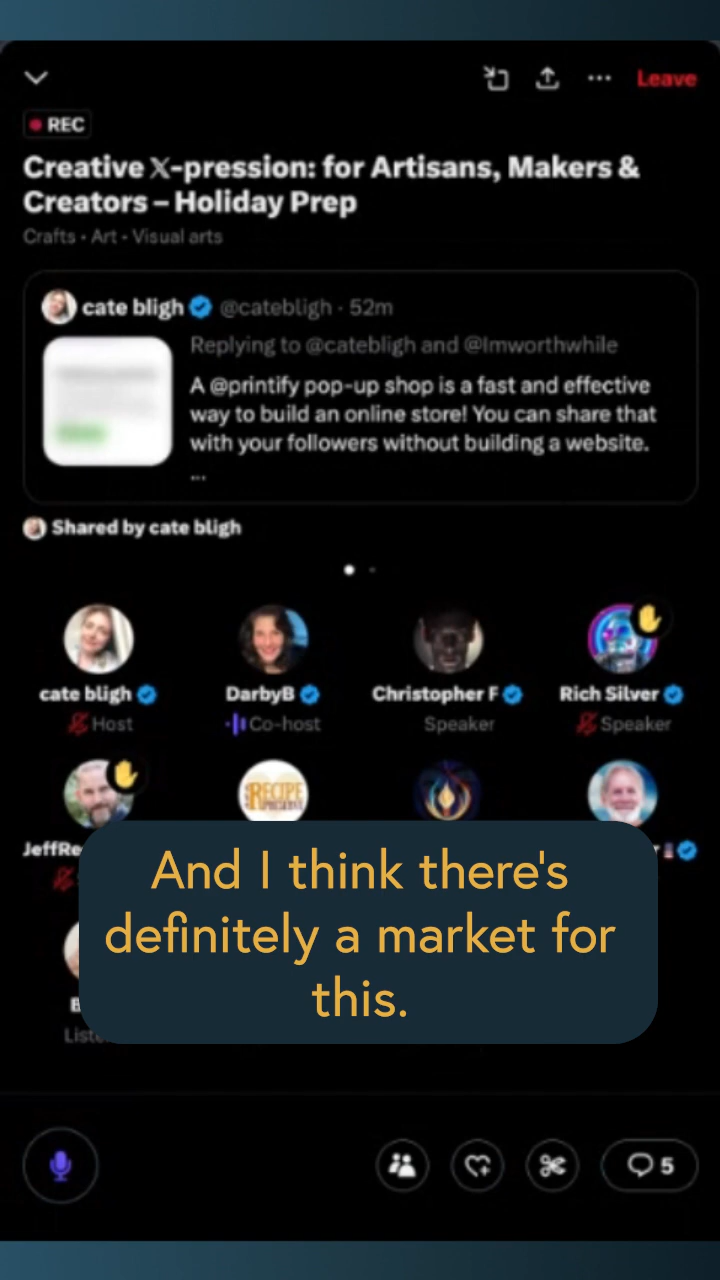 Leave
REC
Creative X-pression: for Artisans, Makers &
Creators – Holiday Prep
Crafts • Art • Visual arts
cate bligh @catebligh · 52m
Replying to @catebligh and @Imworthwhile
A @printify pop-up shop is a fast and effective
way to build an online store! You can share that
with your followers without building a website.
...
Shared by cate bligh
cate bligh DarbyB Christopher F Rich Silver
Host Co-host Speaker Speaker
RECIPE
JeffRe
And I think there's
definitely a market for
this.
5